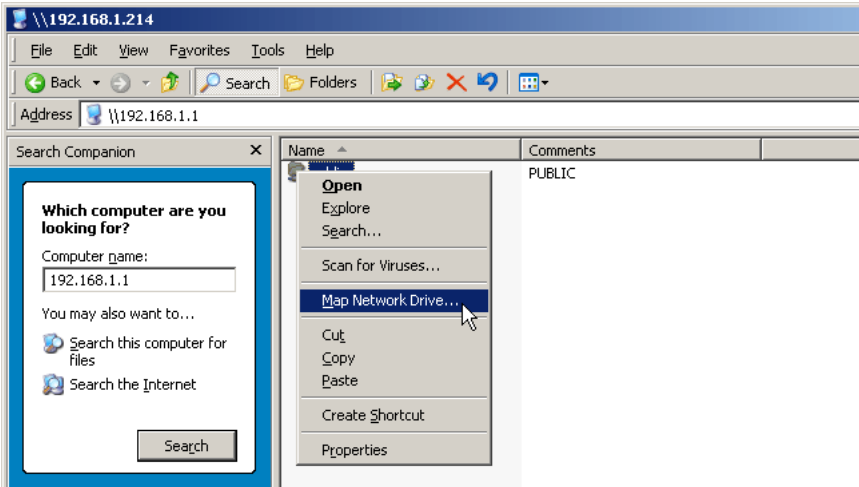 \\192.168.1.214
File Edit View Favorites Tools Help
Back Search Folders
Address \\192.168.1.1
Search Companion
Name Comments
PUBLIC
Which computer are you
looking for?
Computer name:
192.168.1.1
You may also want to...
Search this computer for
files
Search the Internet
Search
Open
Explore
Search...
Scan for Viruses...
Map Network Drive...
Cut
Copy
Paste
Create Shortcut
Properties